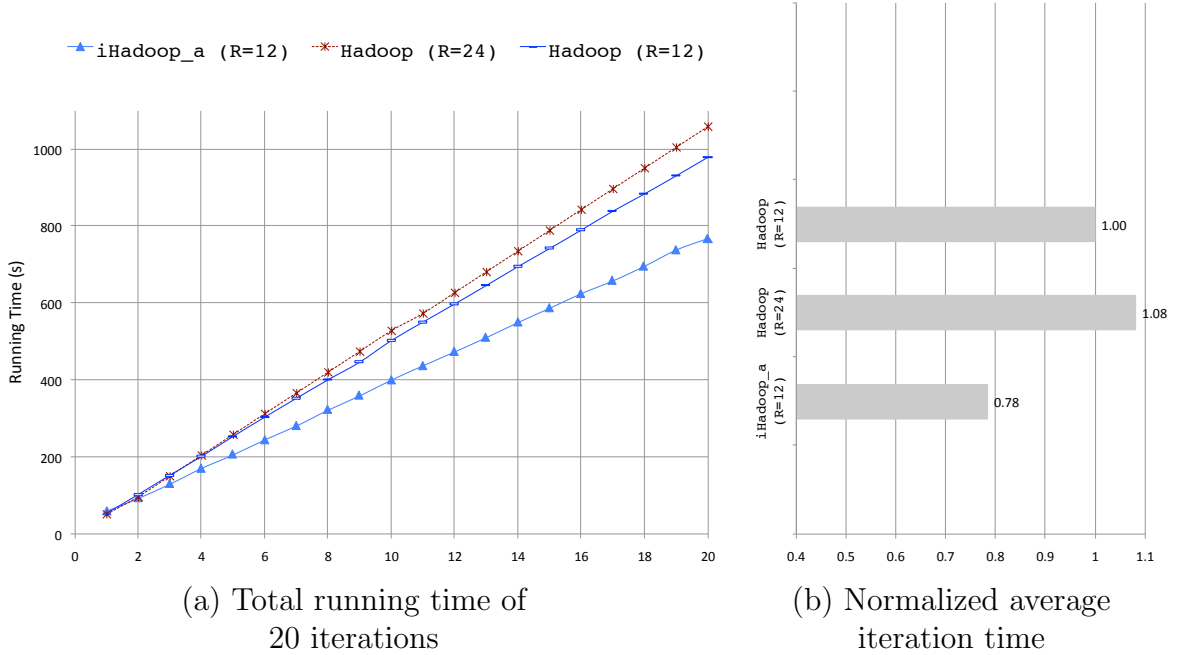 iHadoop_a (R=12) Hadoop (R=24) Hadoop (R=12)
Running Time (s)
1000
800
600
400
200
0
0 2 4 6 8 10 12 14 16 18 20
(a) Total running time of
20 iterations
Hadoop
(R=12)
1.00
Hadoop
(R=24)
1.08
iHadoop_a
(R=12)
0.78
0.4 0.5 0.6 0.7 0.8 0.9 1 1.1
(b) Normalized average
iteration time